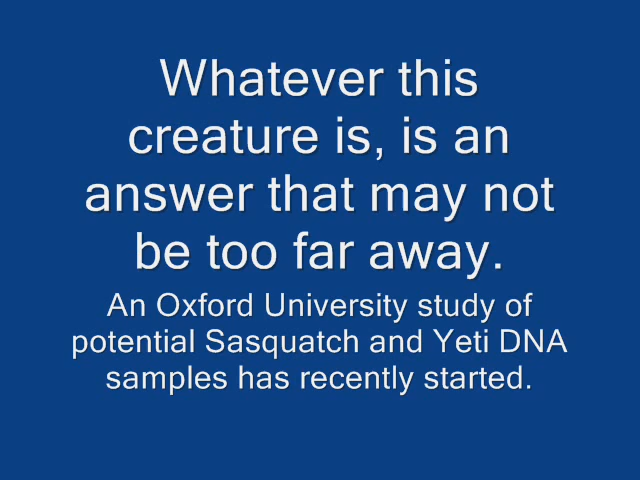 Whatever this
creature is, is an
answer that may not
be too far away.
An Oxford University study of
potential Sasquatch and Yeti DNA
samples has recently started.